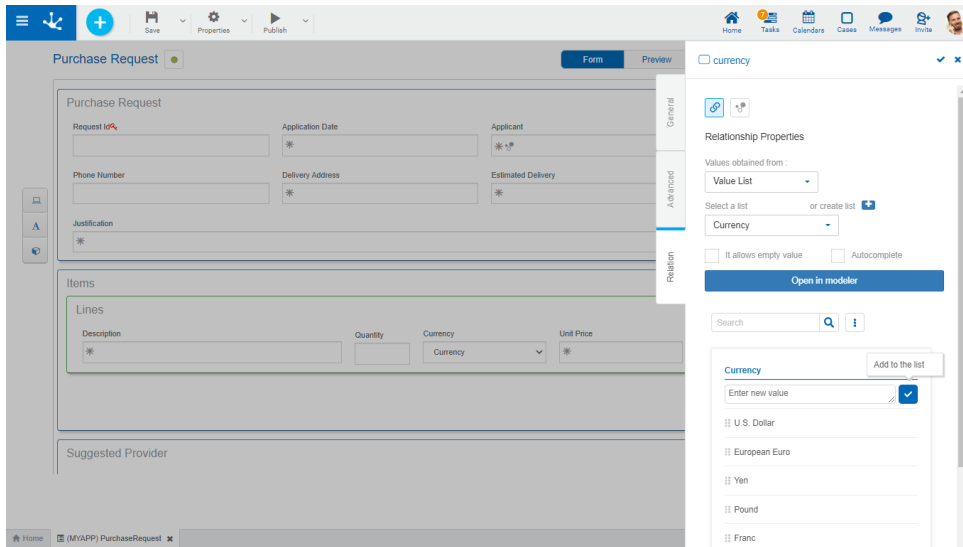 Save
Properties
Publish
Home
7
Tasks
Calendars
Cases
Messages
Invite
Purchase Request
Form
Preview
currency
Purchase Request
Request Id
Application Date
Applicant
Phone Number
Delivery Address
Estimated Delivery
Justification
Items
Lines
Description
Quantity
Currency
Unit Price
Currency
Suggested Provider
General
Advanced
Relation
Relationship Properties
Values obtained from :
Value List
Select a list or create list
Currency
It allows empty value Autocomplete
Open in modeler
Search
Add to the list
Currency
Enter new value
U.S. Dollar
European Euro
Yen
Pound
Franc
A
Home
(MYAPP) PurchaseRequest